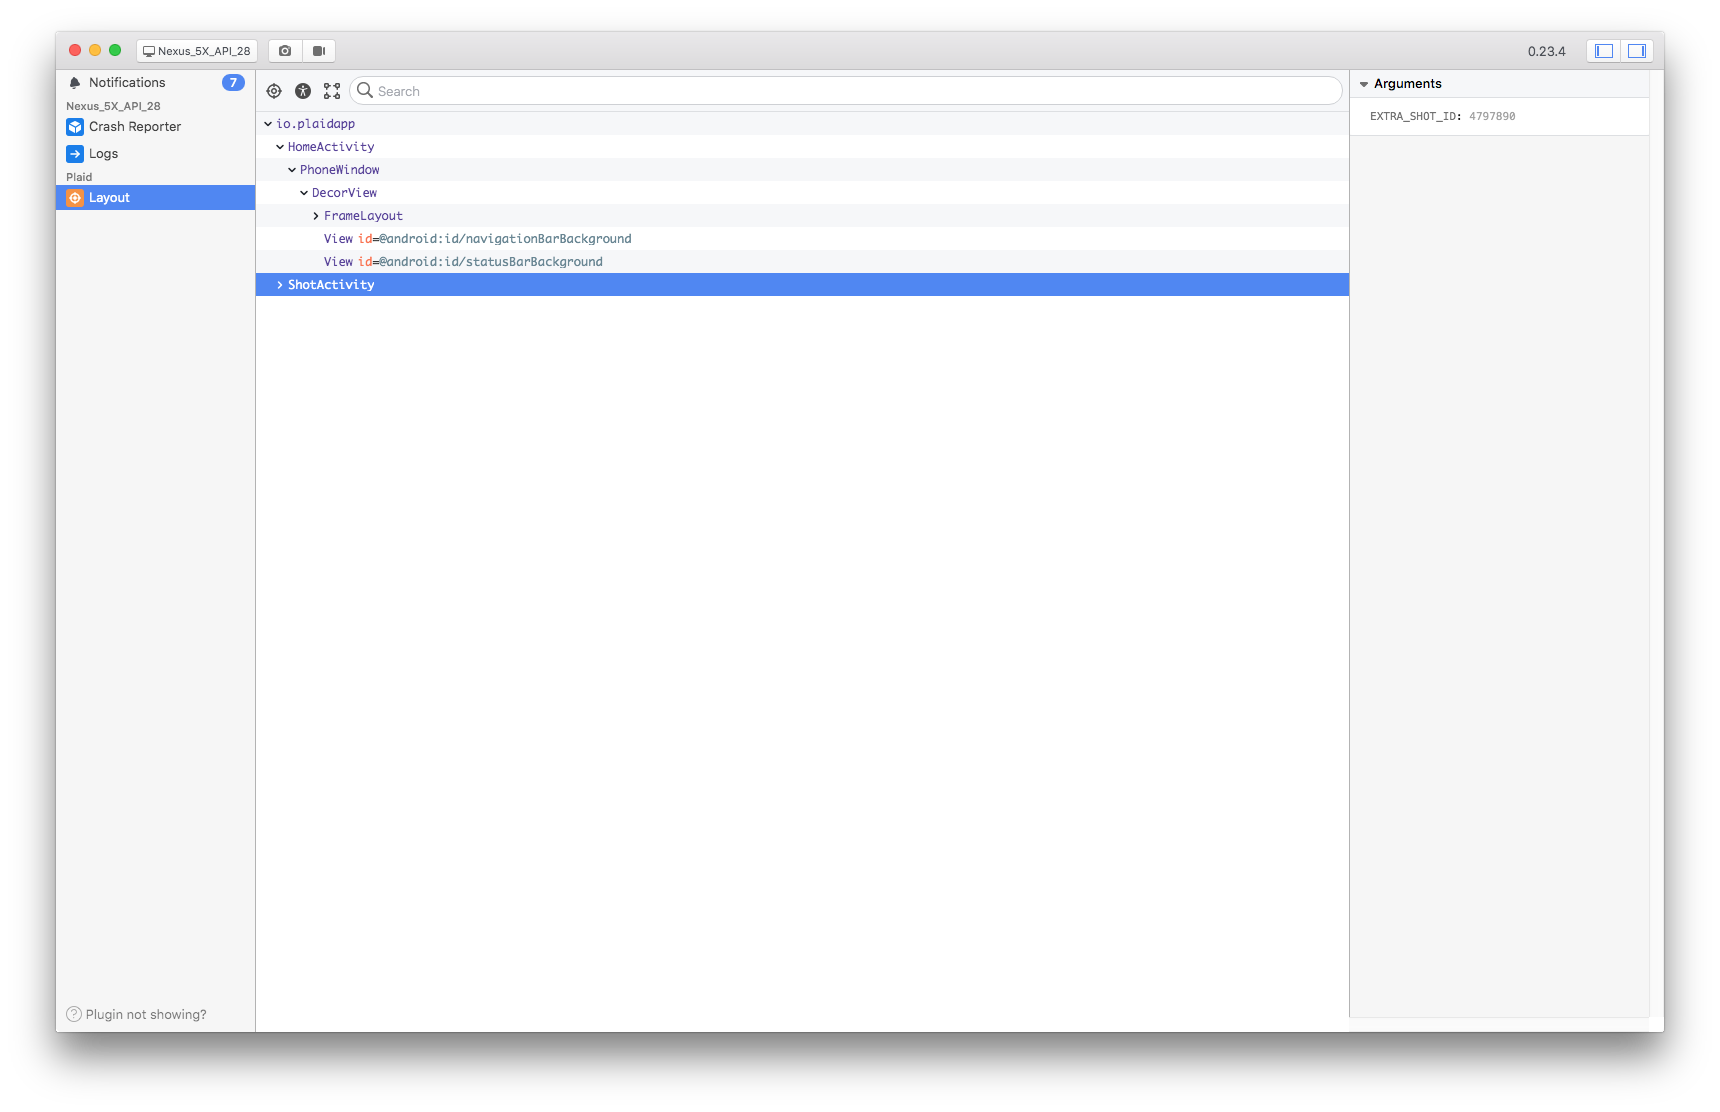 Nexus_5X_API_28
0.23.4
Notifications 7
Nexus_5X_API_28
Crash Reporter
Logs
Plaid
Layout
Plugin not showing?
Search
io.plaidapp
HomeActivity
PhoneWindow
DecorView
FrameLayout
View id=@android:id/navigationBarBackground
View id=@android:id/statusBarBackground
ShotActivity
Arguments
EXTRA_SHOT_ID: 4797890